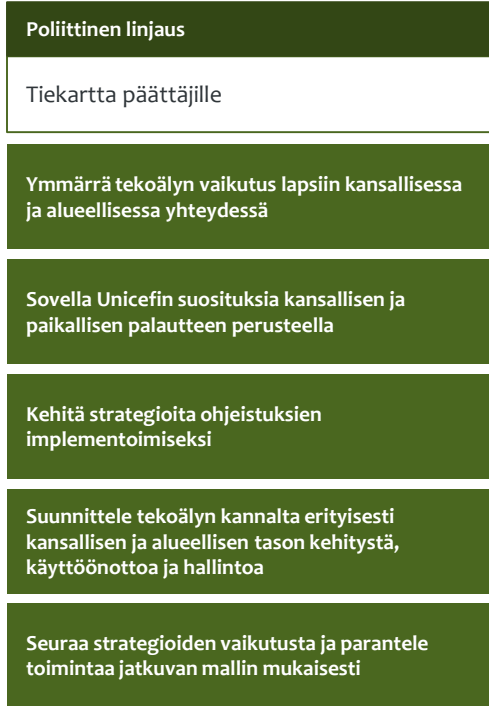 Poliittinen linjaus
Tiekartta päättäjille
Ymmärrä tekoälyn vaikutus lapsiin kansallisessa
ja alueellisessa yhteydessä
Sovella Unicefin suosituksia kansallisen ja
paikallisen palautteen perusteella
Kehitä strategioita ohjeistuksien
implementoimiseksi
Suunnittele tekoälyn kannalta erityisesti
kansallisen ja alueellisen tason kehitystä,
käyttöönottoa ja hallintoa
Seuraa strategioiden vaikutusta ja parantele
toimintaa jatkuvan mallin mukaisesti